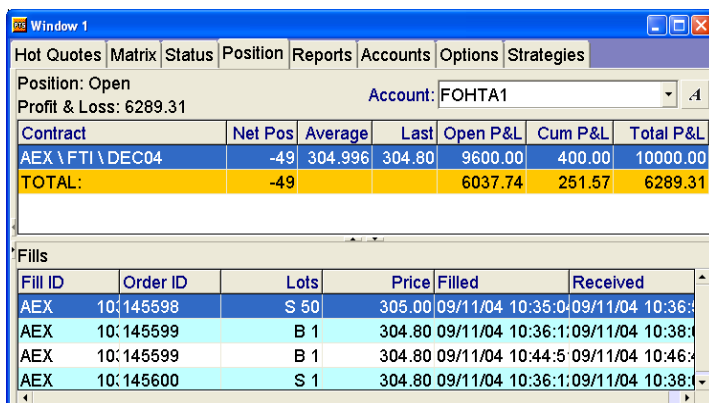 Window 1
Hot Quotes Matrix Status Position Reports Accounts Options Strategies
Position: Open
Profit & Loss: 6289.31
Account: FOHTA1 A
Contract Net Pos Average Last Open P&L Cum P&L Total P&L
AEX \ FTI \ DEC04 -49 304.996 304.80 9600.00 400.00 10000.00
TOTAL: -49 6037.74 251.57 6289.31
Fills
Fill ID Order ID Lots Price Filled Received
AEX 145598 S 50 305.00 09/11/04 09/11/04
AEX 145599 B 1 304.80 09/11/04 09/11/04
AEX 145599 B 1 304.80 09/11/04 09/11/04
AEX 145600 S 1 304.80 09/11/04 09/11/04